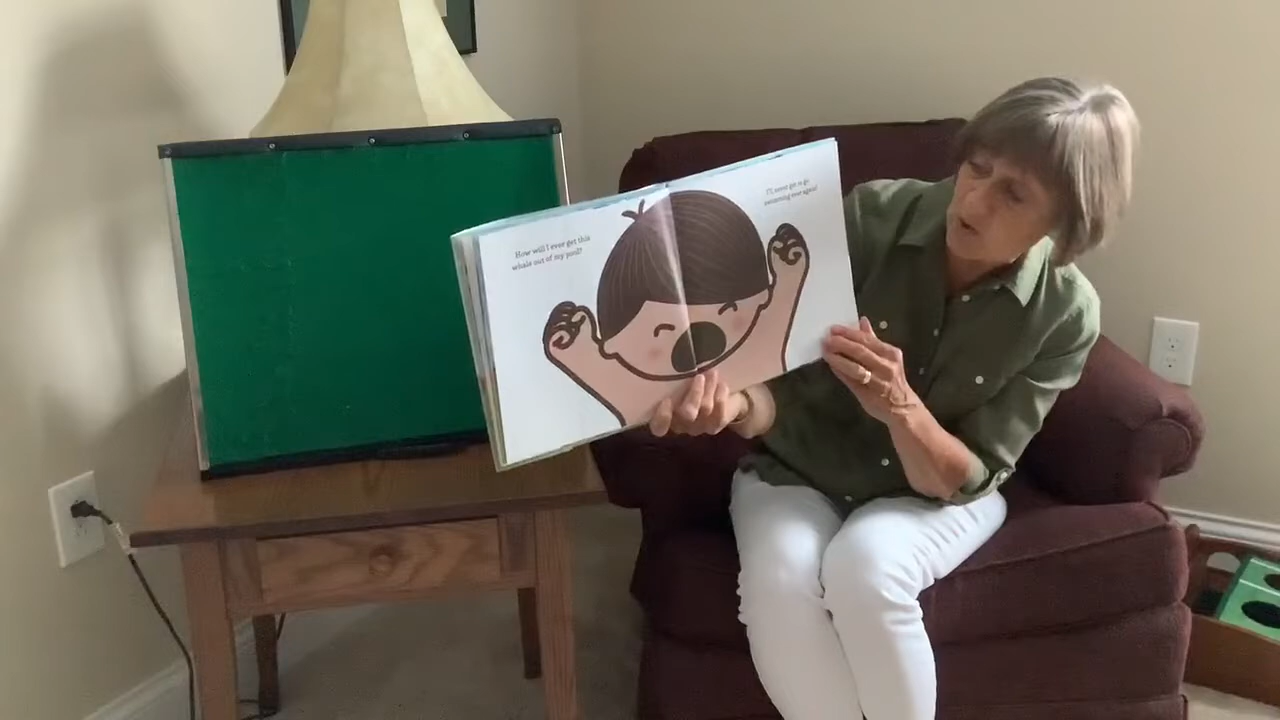 How will I ever get this
whale out of my pool?
I'll never get to go
swimming ever again!